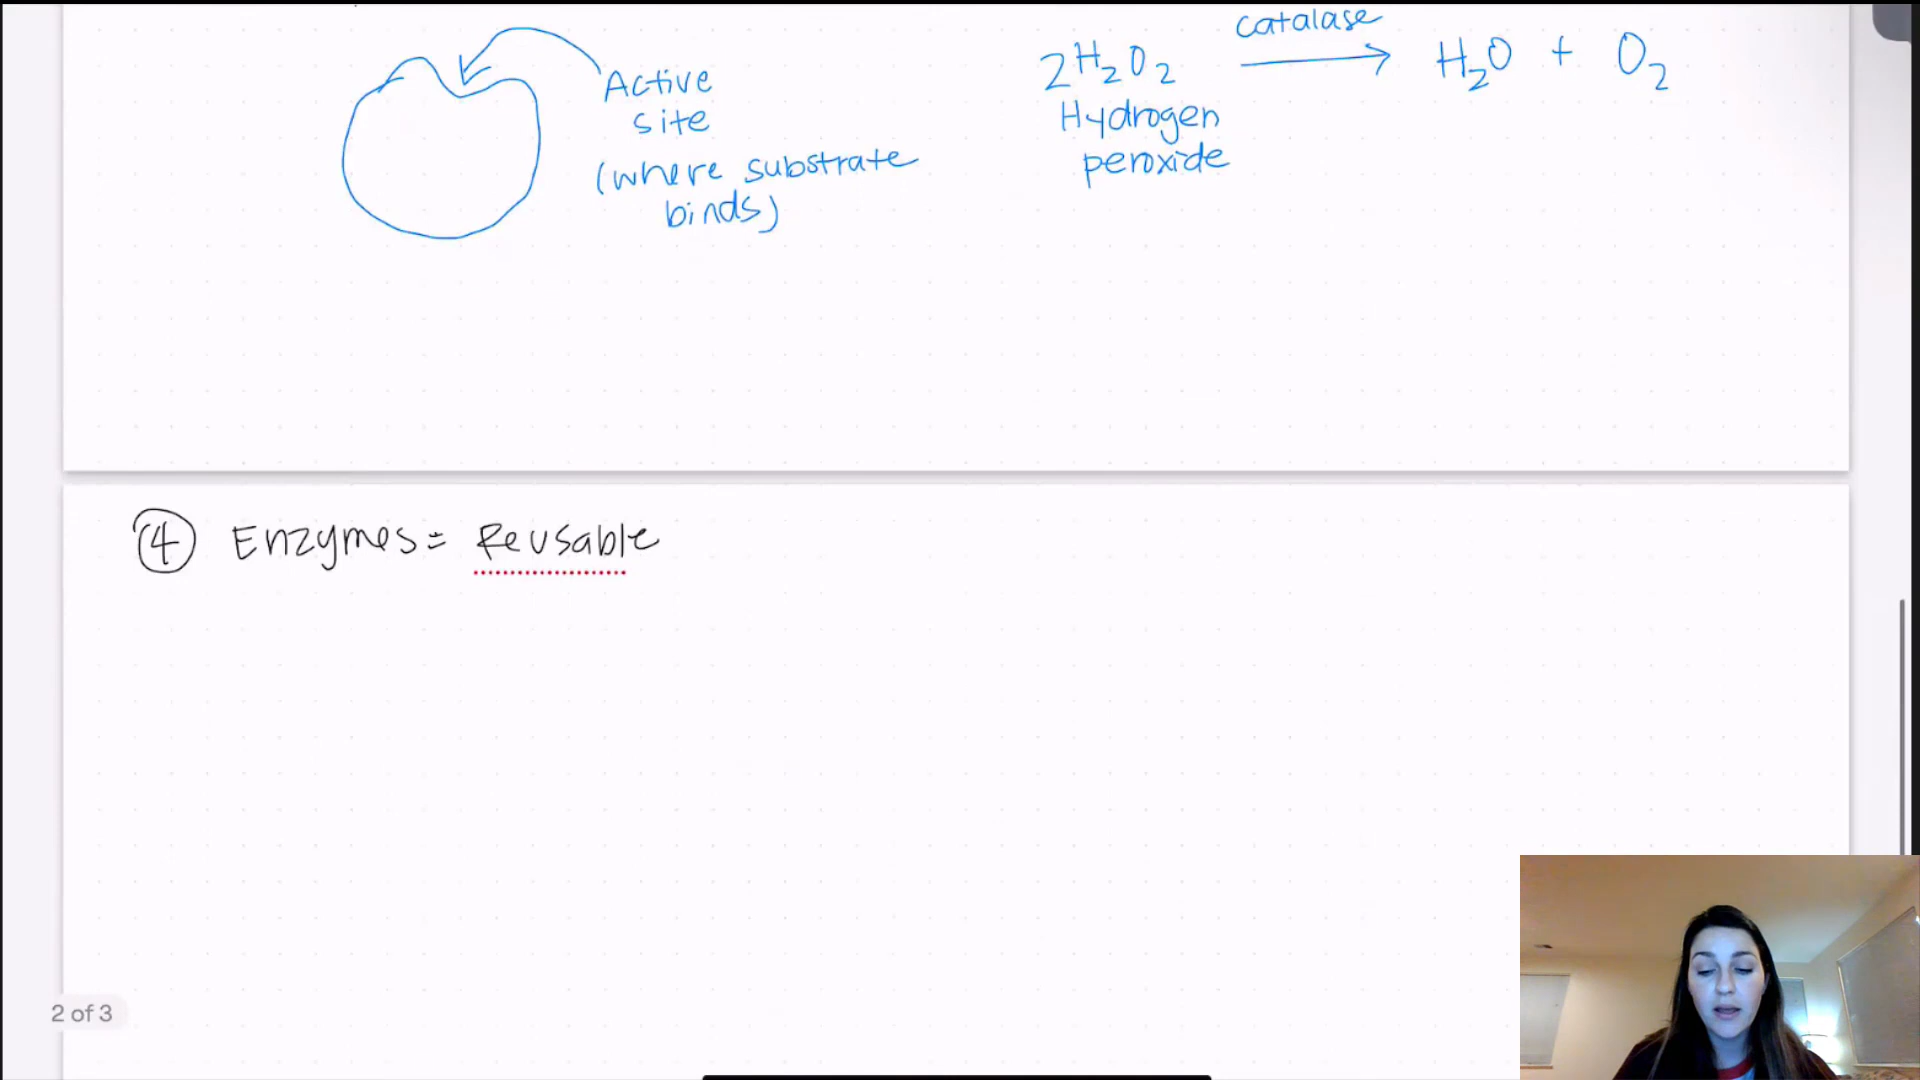 catalase
2H₂O₂ → H₂O + O₂
Hydrogen
peroxide
Active
site
(where substrate
binds)
④ Enzymes = Reusable
2 of 3